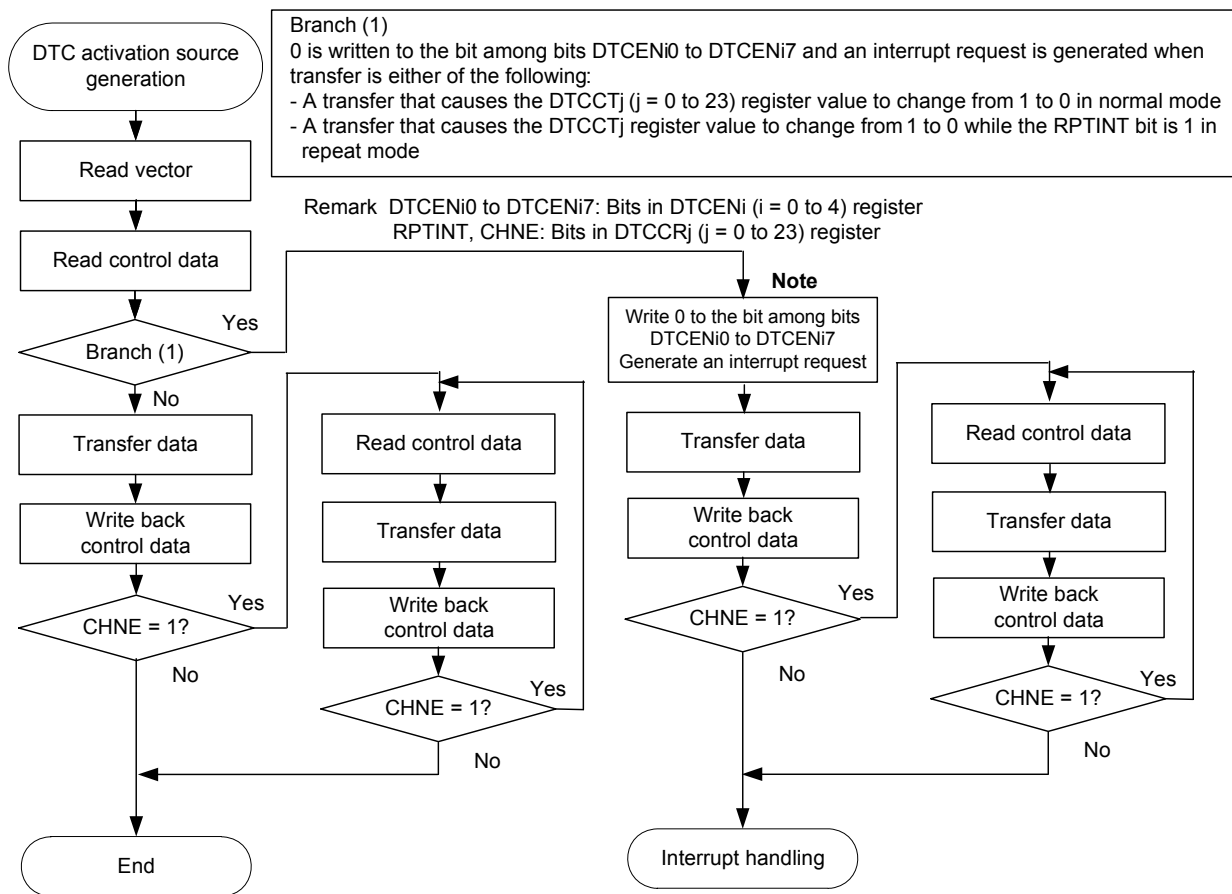 DTC activation source
generation
Branch (1)
0 is written to the bit among bits DTCENi0 to DTCENi7 and an interrupt request is generated when
transfer is either of the following:
- A transfer that causes the DTCCTj (j = 0 to 23) register value to change from 1 to 0 in normal mode
- A transfer that causes the DTCCTj register value to change from 1 to 0 while the RPTINT bit is 1 in
repeat mode
Read vector
Remark DTCENi0 to DTCENi7: Bits in DTCENi (i = 0 to 4) register
RPTINT, CHNE: Bits in DTCCRj (j = 0 to 23) register
Read control data
Branch (1)
Yes
No
Transfer data
Write back
control data
CHNE = 1?
Yes
No
Read control data
Transfer data
Write back
control data
CHNE = 1?
Yes
No
End
Note
Write 0 to the bit among bits
DTCENi0 to DTCENi7
Generate an interrupt request
Transfer data
Write back
control data
CHNE = 1?
Yes
No
Read control data
Transfer data
Write back
control data
CHNE = 1?
Yes
No
Interrupt handling